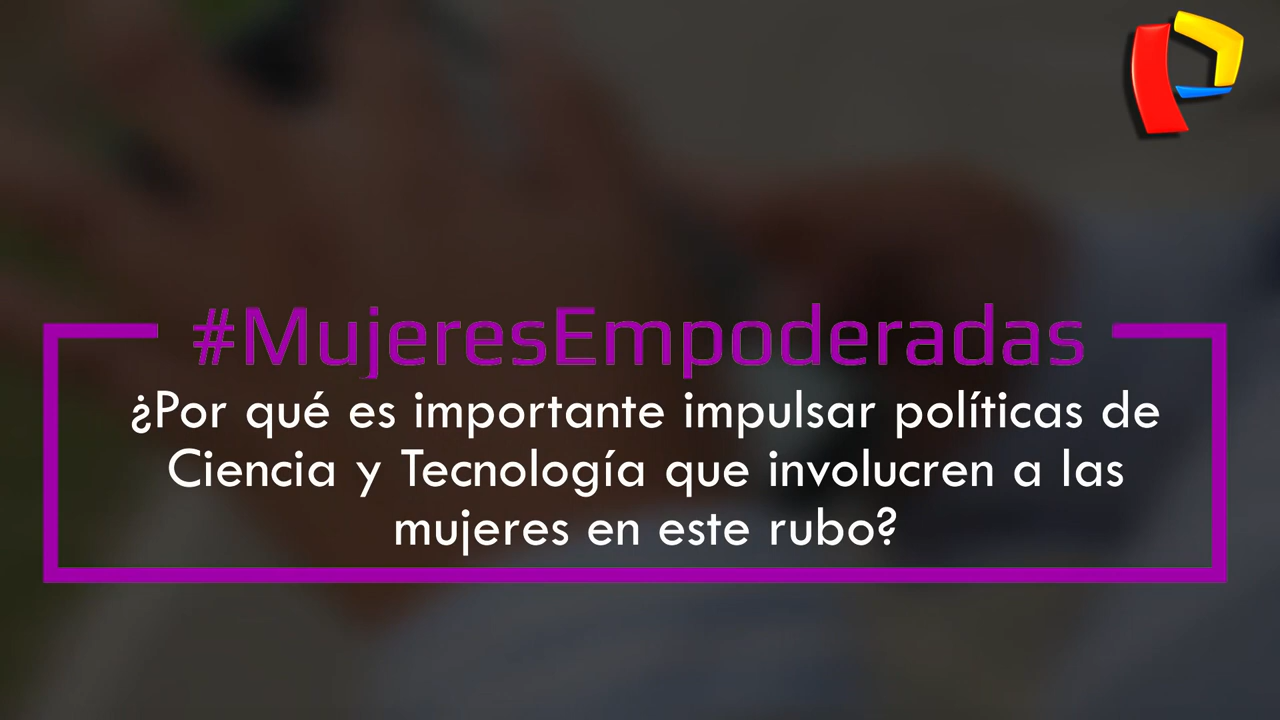 #MujeresEmpoderadas
¿Por qué es importante impulsar políticas de
Ciencia y Tecnología que involucren a las
mujeres en este rubo?